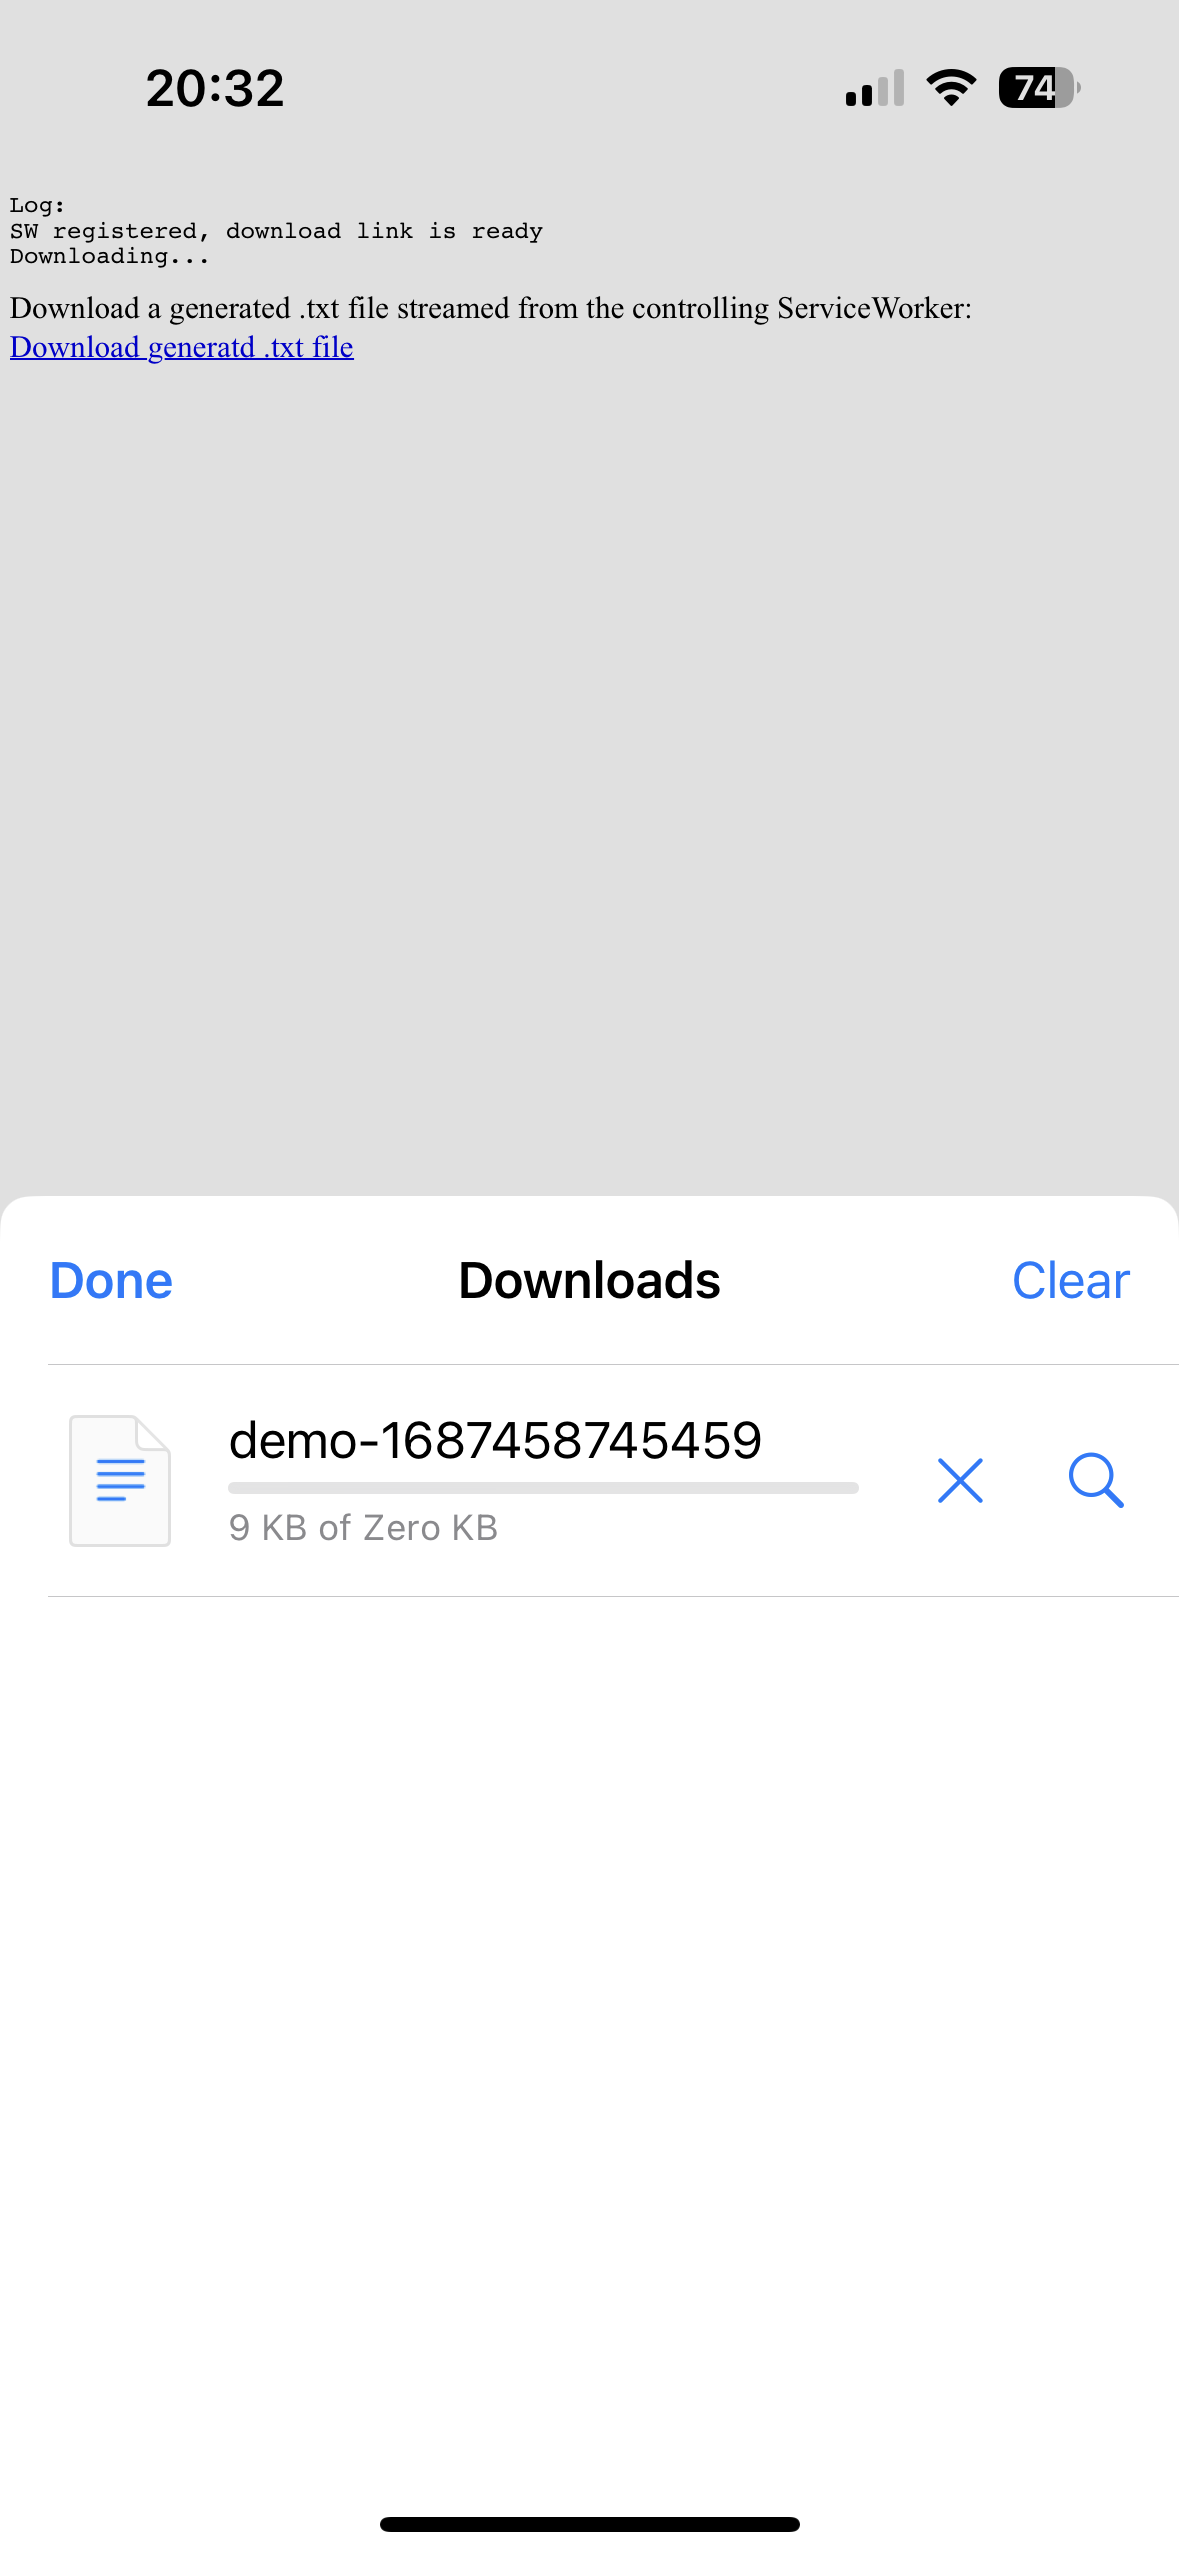 20:32
74
Log:
SW registered, download link is ready
Downloading...
Download a generated .txt file streamed from the controlling ServiceWorker:
Download generatd .txt file
Done
Downloads
Clear
demo-1687458745459
9 KB of Zero KB